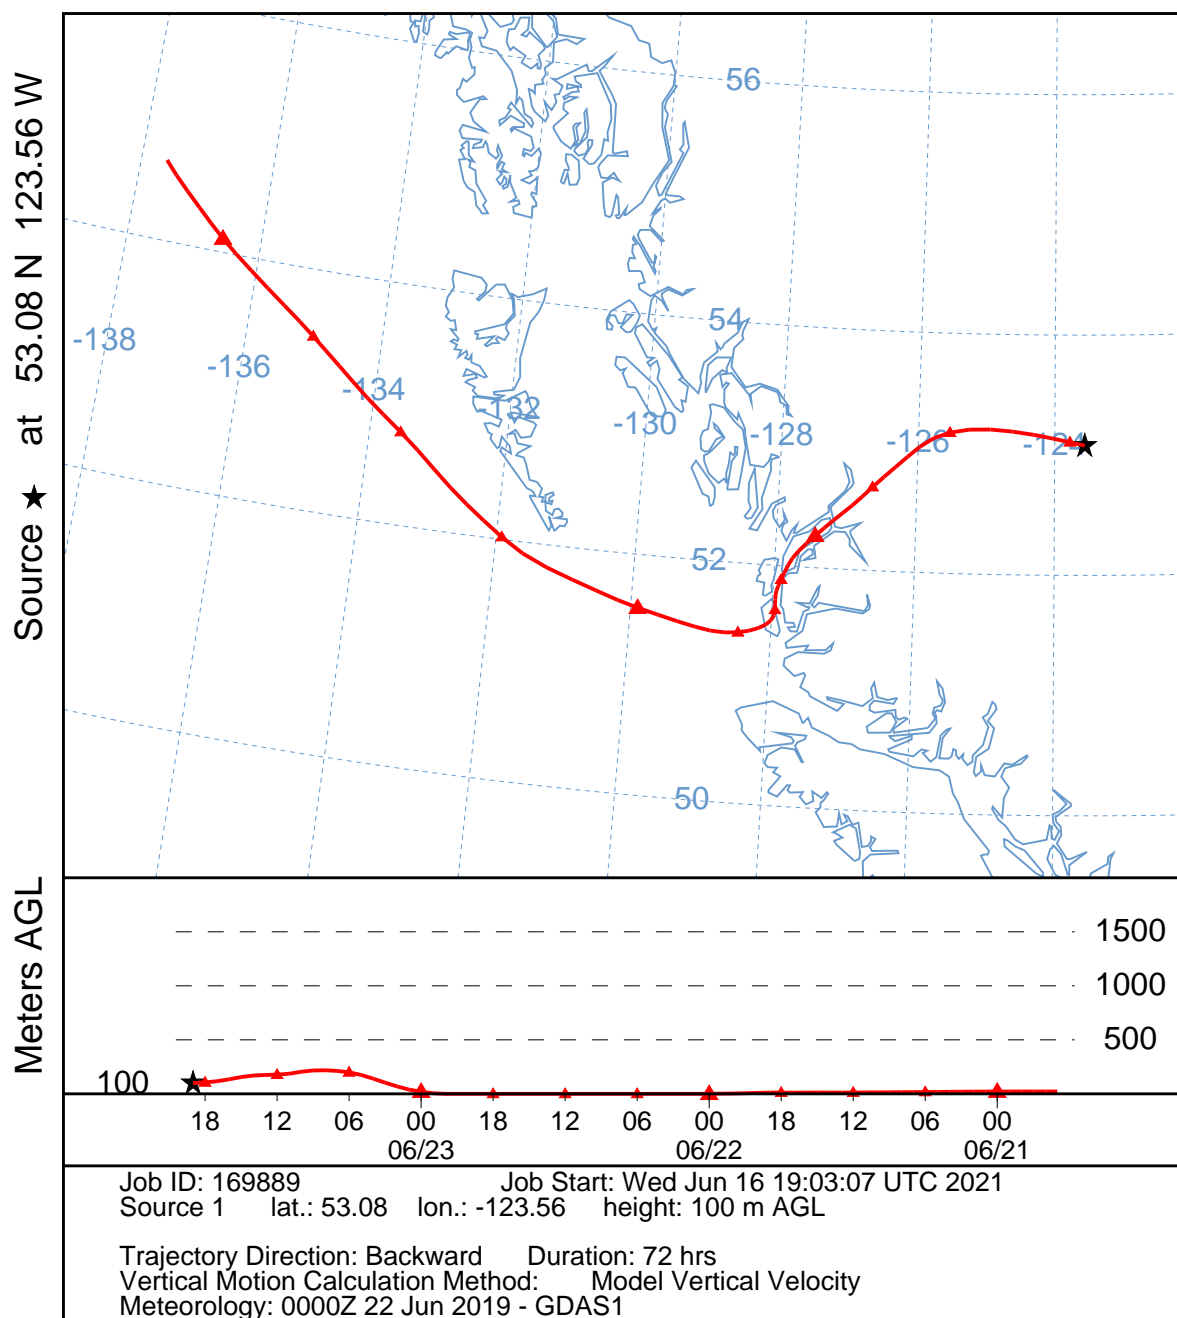 Source ★ at 53.08 N 123.56 W
56
54
-138
-136
-134
-132
-130
-128
-126
-124
52
50
Meters AGL
1500
1000
500
100
18 12 06 00 18 12 06 00 18 12 06 00
06/23 06/22 06/21
Job ID: 169889 Job Start: Wed Jun 16 19:03:07 UTC 2021
Source 1 lat.: 53.08 lon.: -123.56 height: 100 m AGL
Trajectory Direction: Backward Duration: 72 hrs
Vertical Motion Calculation Method: Model Vertical Velocity
Meteorology: 0000Z 22 Jun 2019 - GDAS1